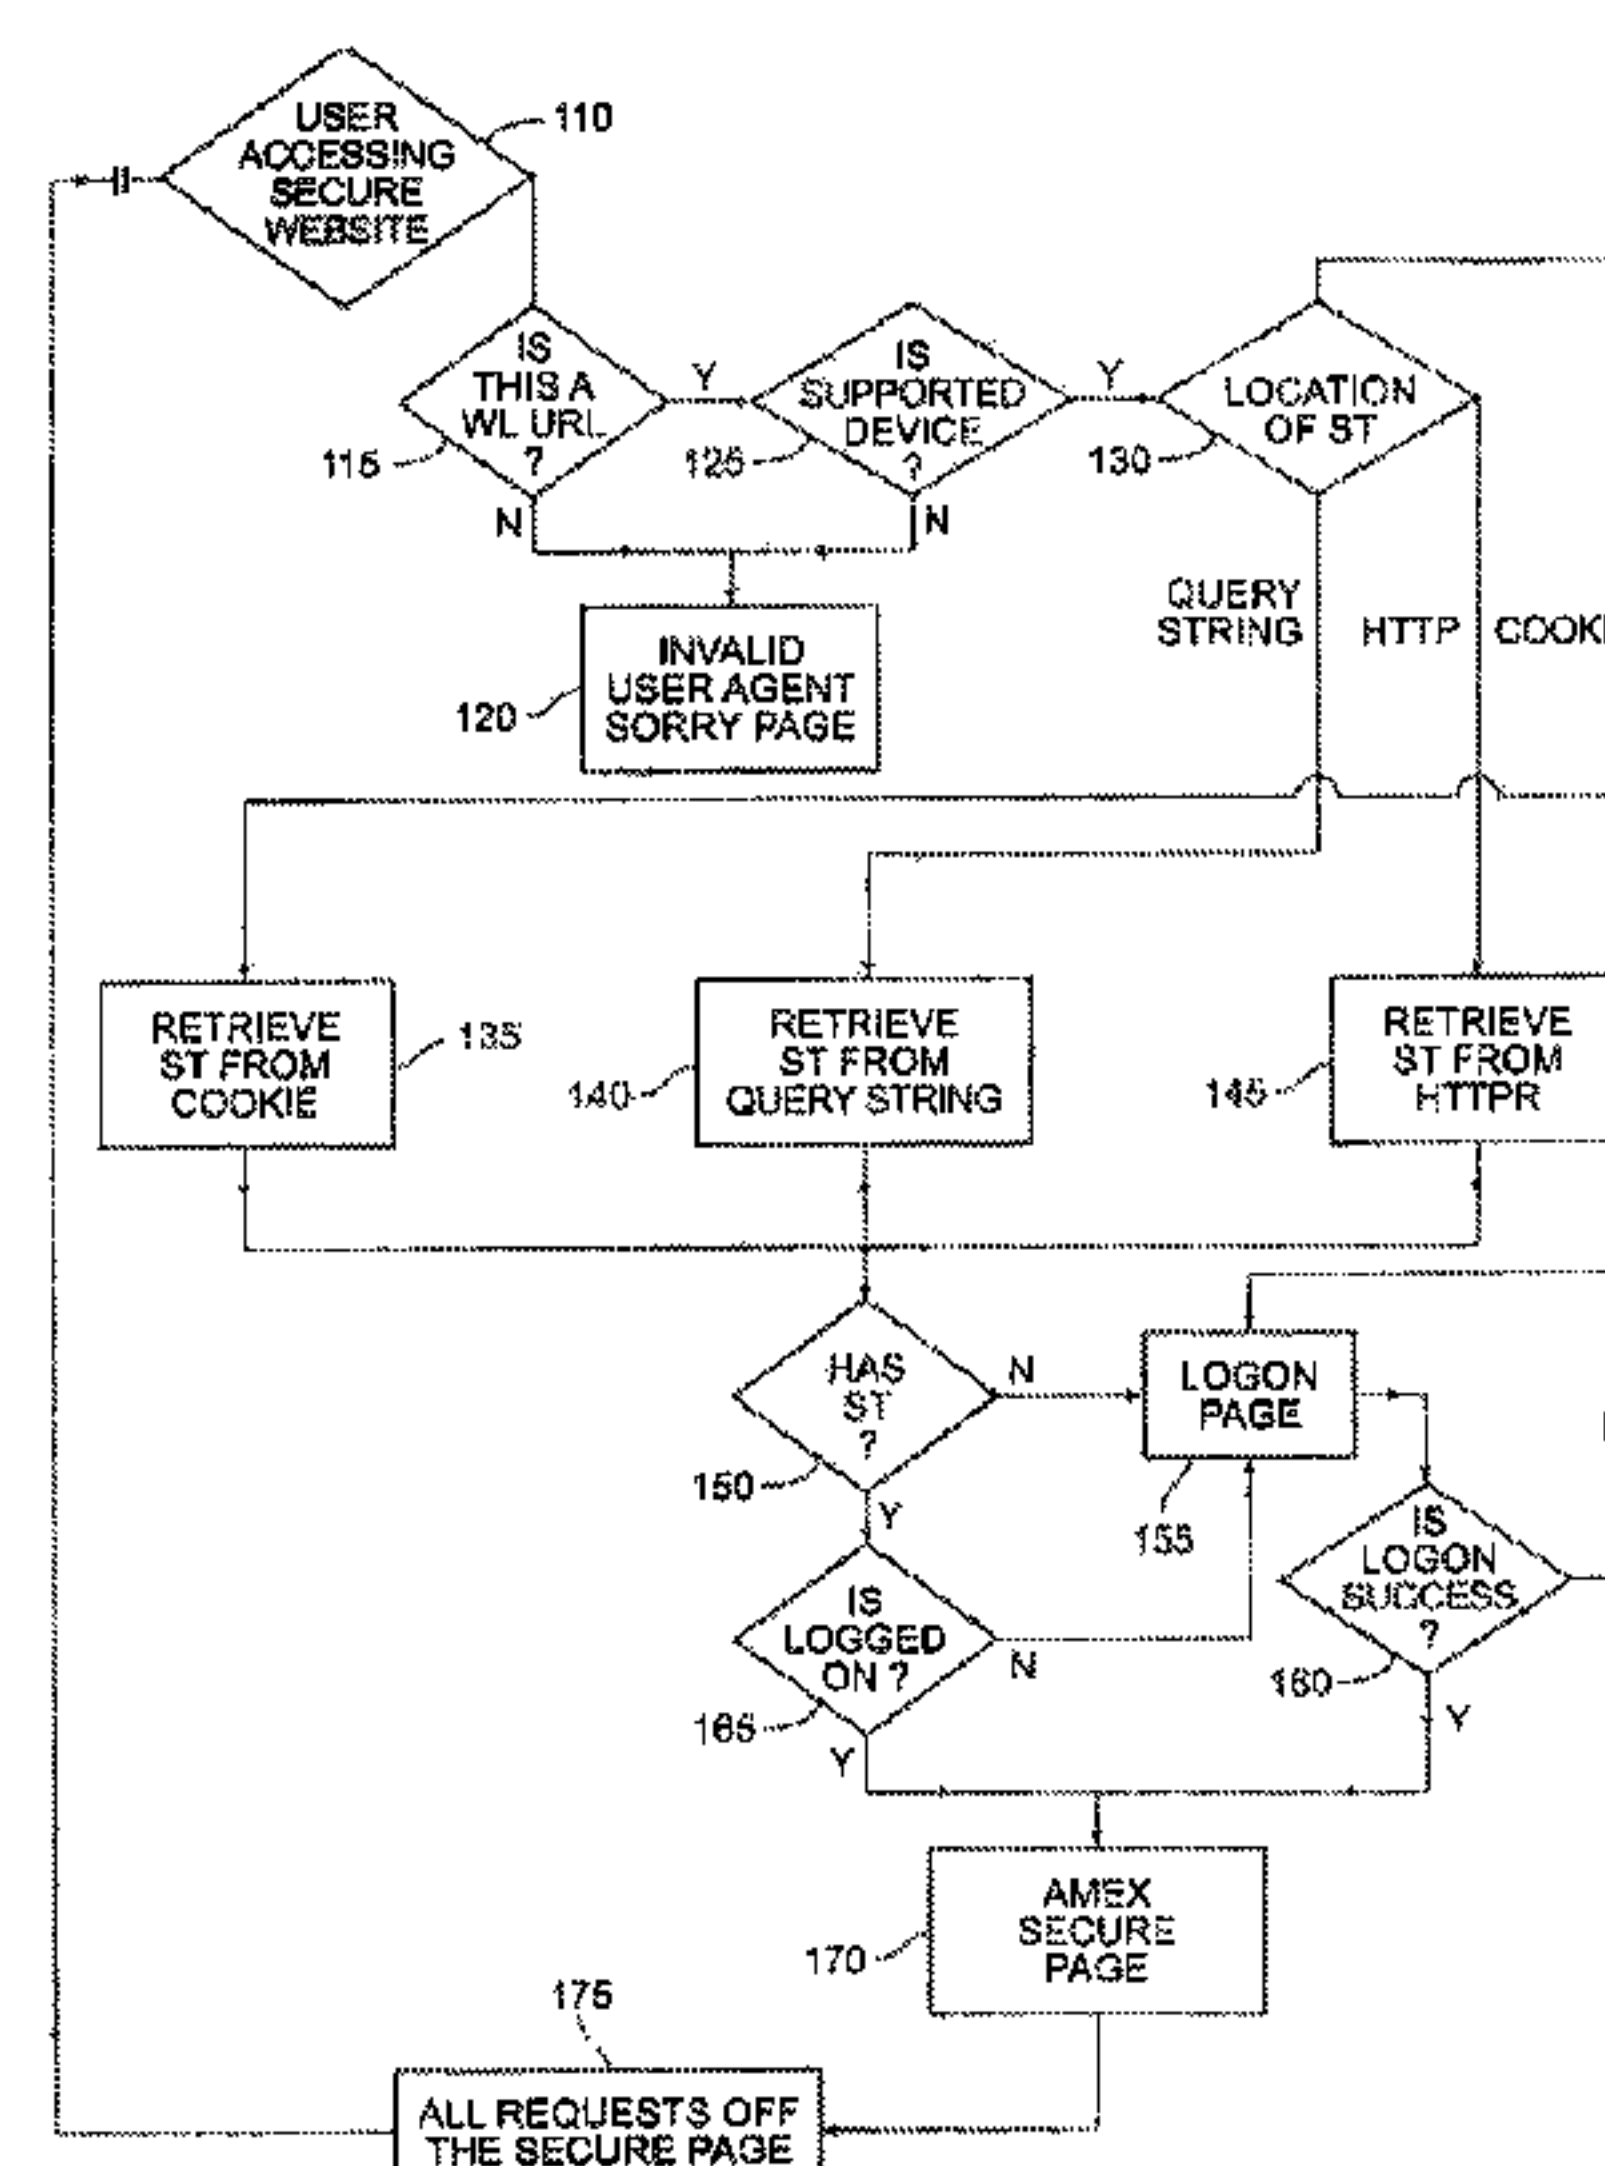 USER
ACCESSING
SECURE
WEBSITE
110
IS
THIS A
WL URL
?
115
Y
N
IS
SUPPORTED
DEVICE
?
125
Y
N
LOCATION
OF ST
130
INVALID
USER AGENT
SORRY PAGE
120
QUERY
STRING
HTTP
RETRIEVE
ST FROM
COOKIE
135
RETRIEVE
ST FROM
QUERY STRING
140
RETRIEVE
ST FROM
HTTPR
145
HAS
ST
?
150
N
Y
LOGON
PAGE
155
IS
LOGGED
ON ?
165
N
Y
IS
LOGON
SUCCESS
?
160
Y
AMEX
SECURE
PAGE
170
175
ALL REQUESTS OFF
THE SECURE PAGE